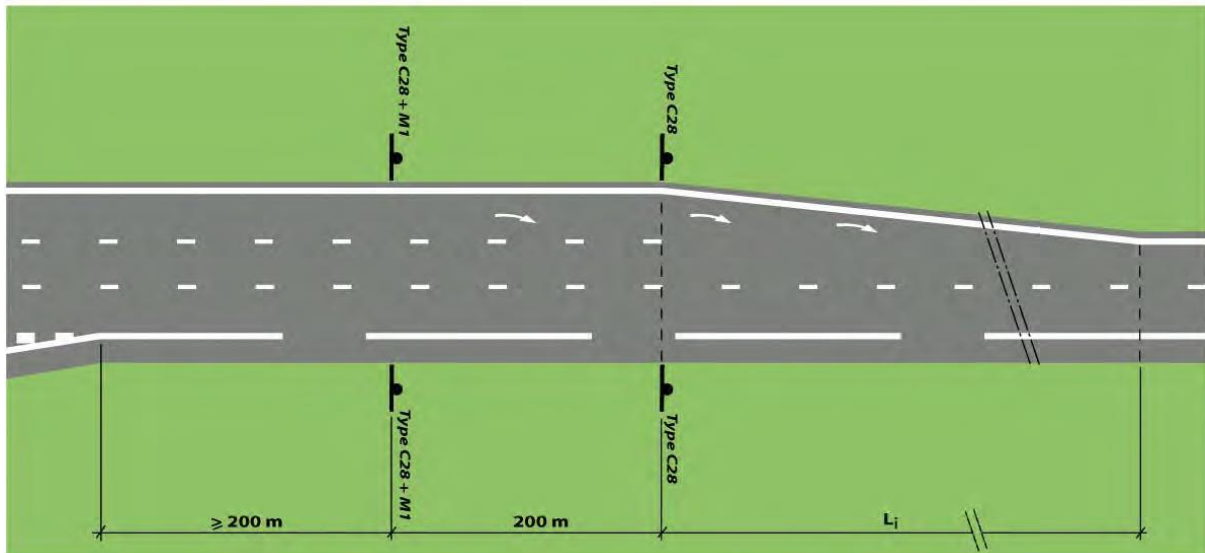 Type C28 + M1
Type C28
Type C28 + M1
Type C28
⩾ 200 m
200 m
Li